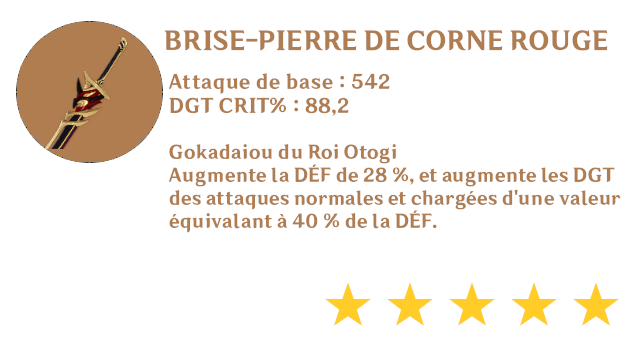 BRISE-PIERRE DE CORNE ROUGE
Attaque de base : 542
DGT CRIT% : 88,2
Gokadaiou du Roi Otogi
Augmente la DÉF de 28 %, et augmente les DGT
des attaques normales et chargées d'une valeur
équivalant à 40 % de la DÉF.